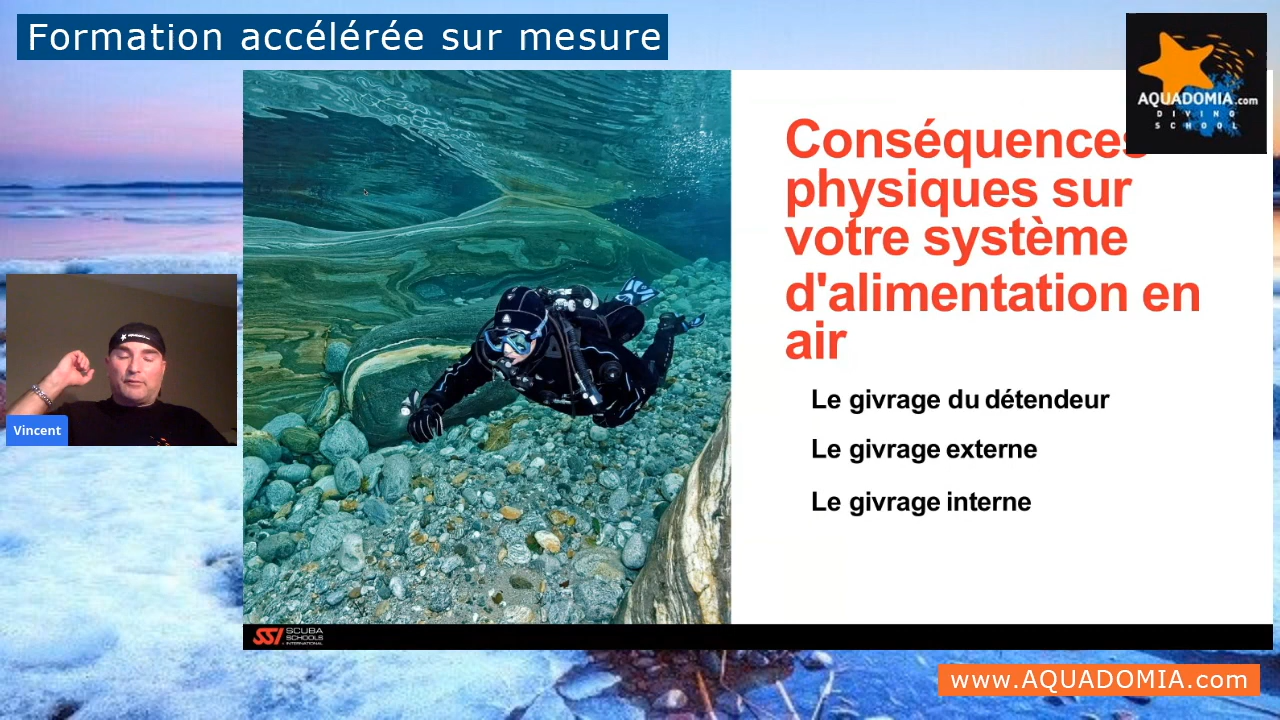 Formation accélérée sur mesure
AQUADOMIA.com
DIVING
SCHOOL
Conséquences
physiques sur
votre système
d'alimentation en
air
Le givrage du détendeur
Le givrage externe
Le givrage interne
Vincent
SSI SCUBA
SCHOOLS
INTERNATIONAL
www.AQUADOMIA.com